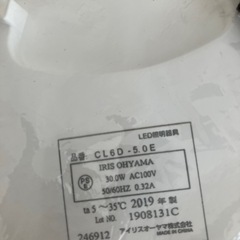 LED照明器具
品番 CL6D-5.0E
IRIS OHYAMA
30.0W AC100V
50/60HZ 0.32A
ta 5 ~35℃ 2019 年 製
Lot NO. 1908131C
246912 アイリスオーヤマ株式会社
MADE IN CHINA